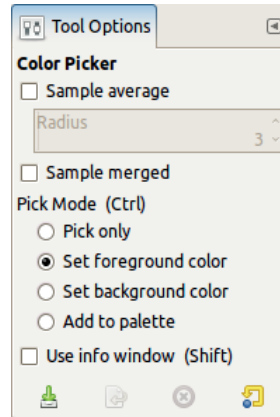 Tool Options
Color Picker
Sample average
Radius
3
Sample merged
Pick Mode (Ctrl)
Pick only
Set foreground color
Set background color
Add to palette
Use info window (Shift)